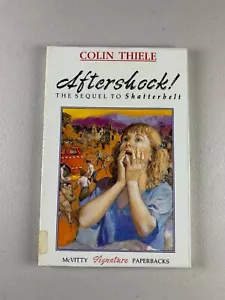 COLIN THIELE
Aftershock!
THE SEQUEL TO Shatterbelt
McVITTY Signature PAPERBACKS